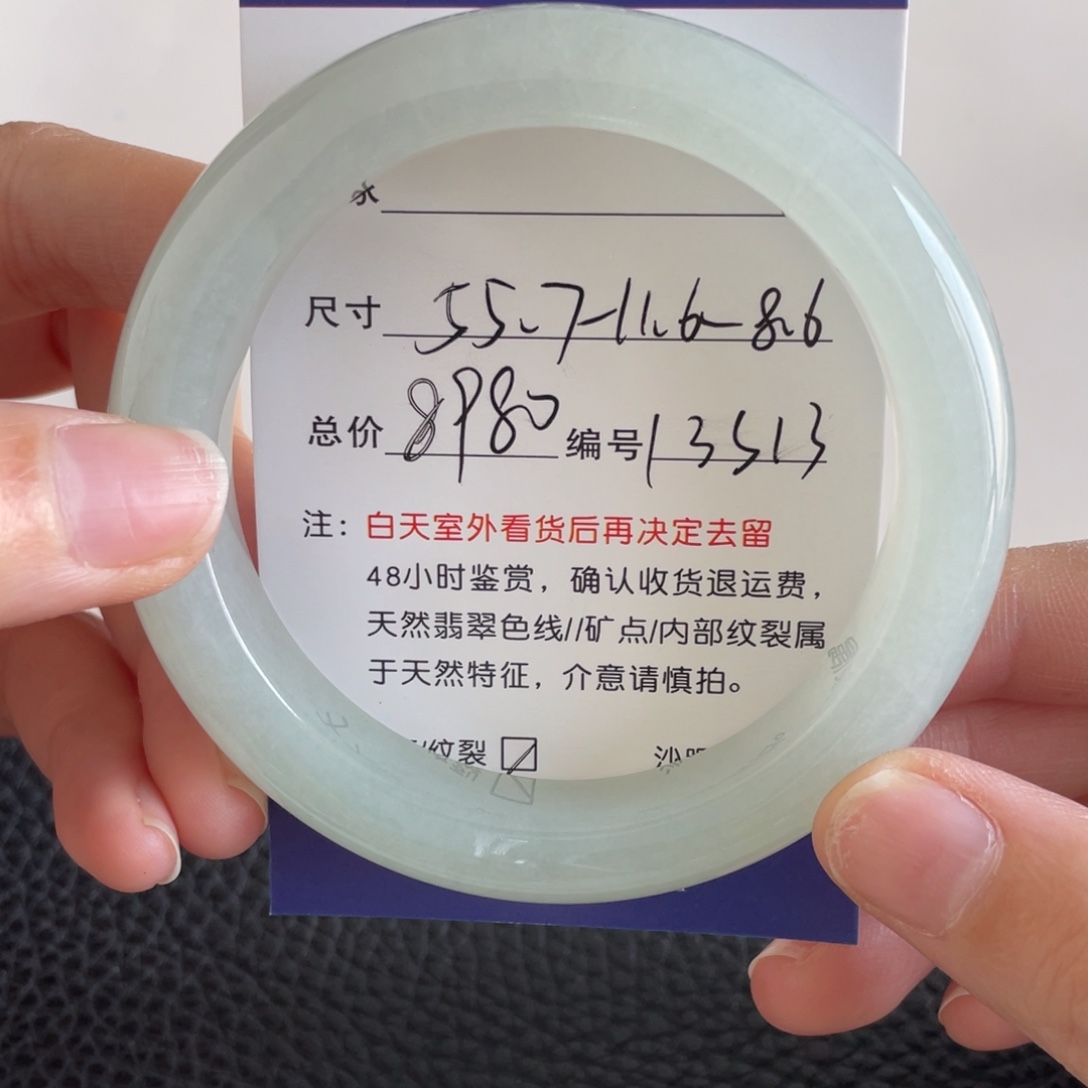 尺寸 55.7-11.6-8.6
总价 8980 编号 13513
注：白天室外看货后再决定去留
48小时鉴赏，确认收货退运费，
天然翡翠色线//矿点/内部纹裂属
于天然特征，介意请慎拍。
/纹裂